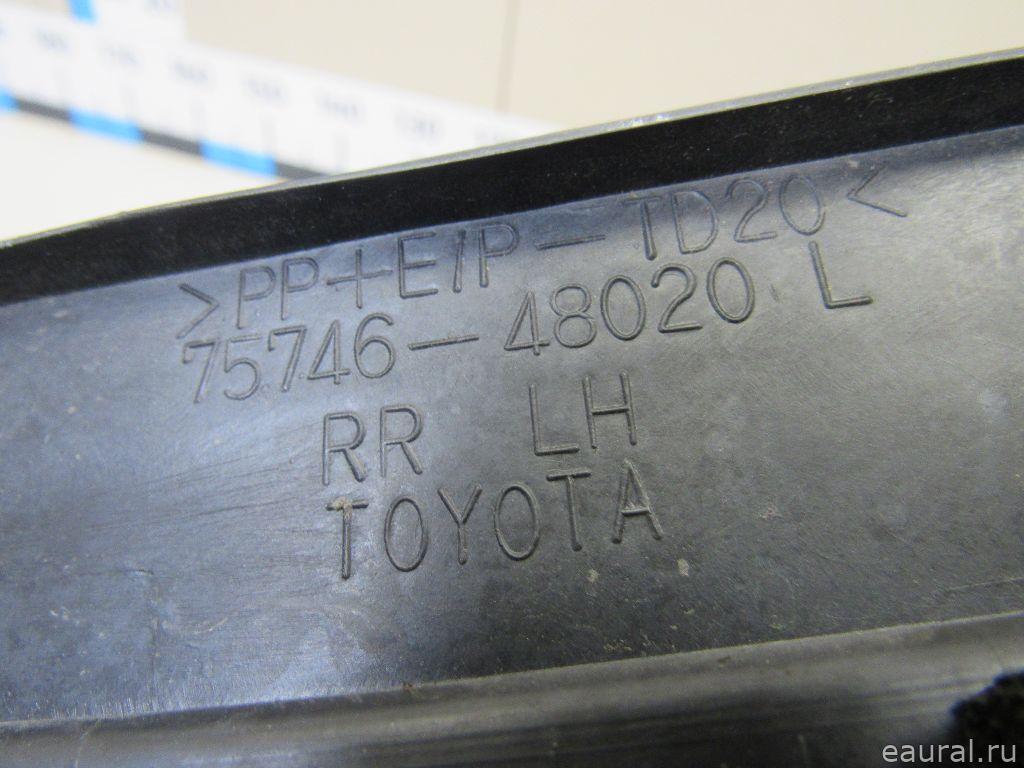 >PP+E/P-TD20<
75746-48020 L
RR LH
TOYOTA
eaural.ru